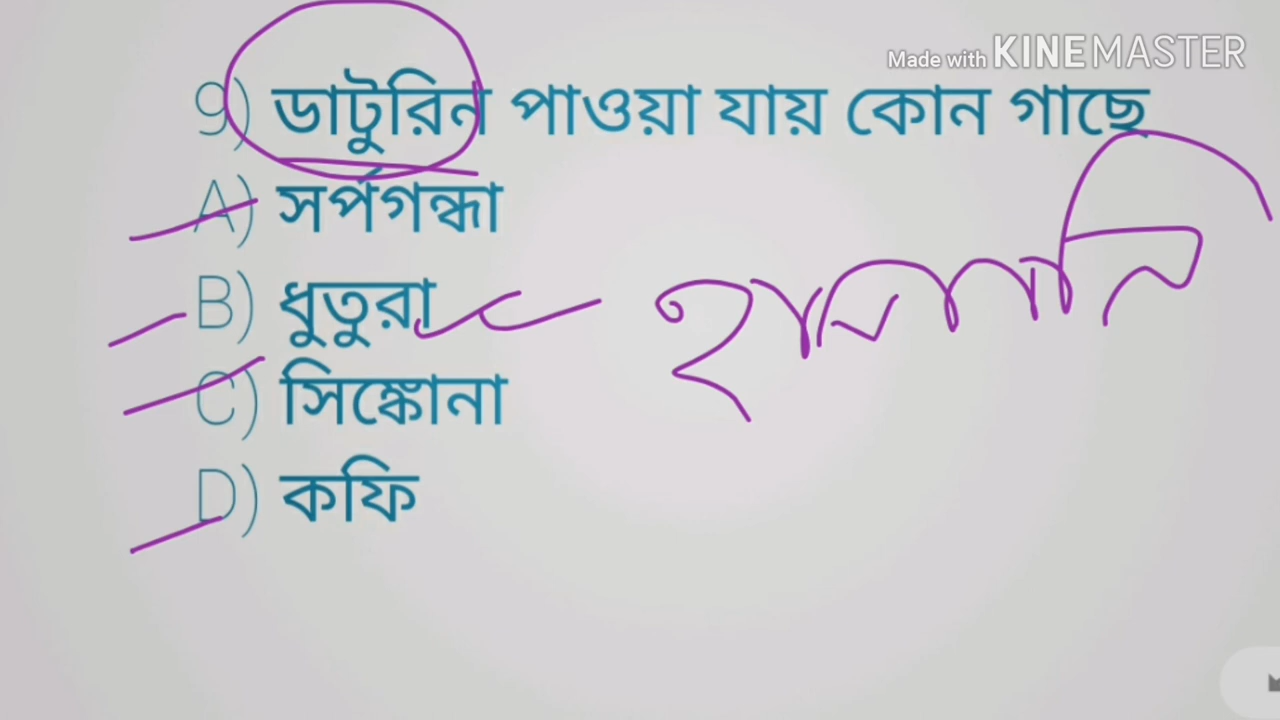 Made with KINEMASTER
9) ডাটুরিন পাওয়া যায় কোন গাছে
A) সর্পগন্ধা
B) ধুতুরা
C) সিঙ্কোনা
D) কফি